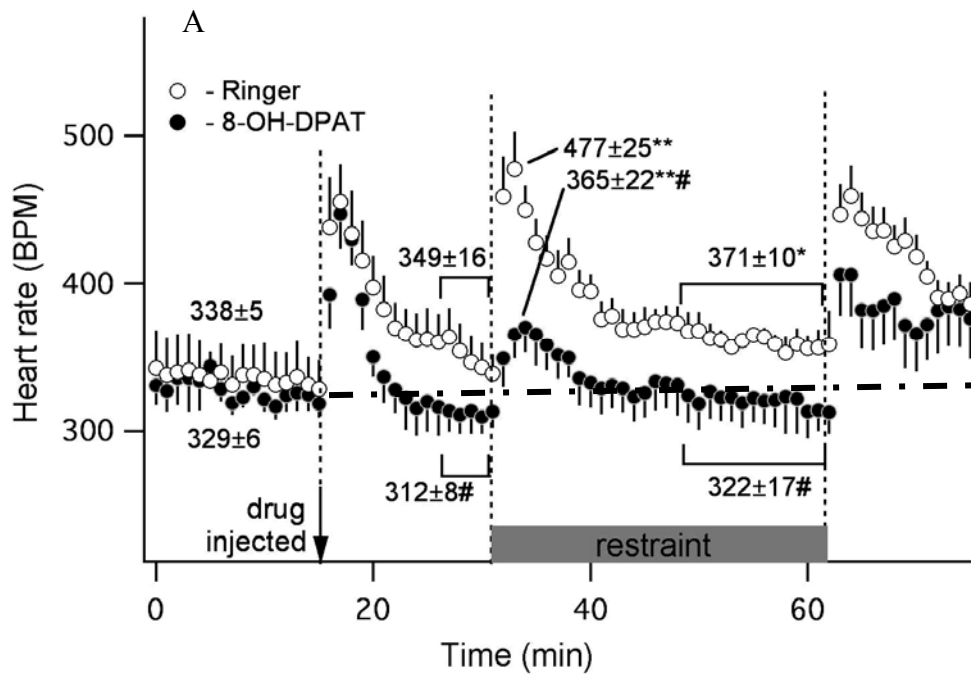 A
- Ringer
- 8-OH-DPAT
500
400
300
Heart rate (BPM)
338±5
329±6
349±16
312±8#
477±25**
365±22**#
371±10*
322±17#
drug
injected
restraint
0
20
40
60
Time (min)